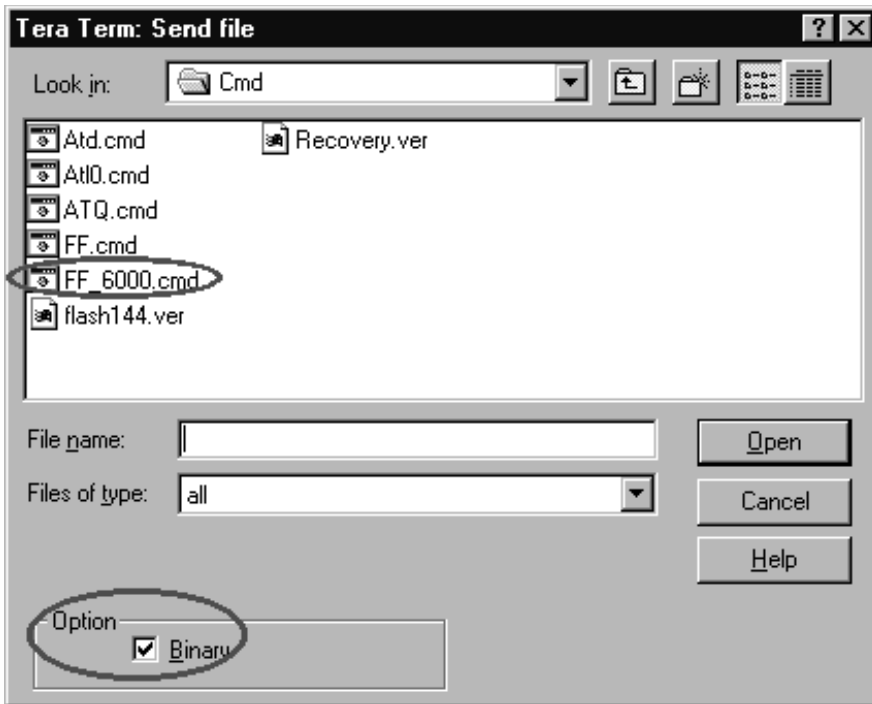 Tera Term: Send file
Look in: Cmd
Atd.cmd Recovery.ver
Atl0.cmd
ATQ.cmd
FF.cmd
FF_6000.cmd
flash144.ver
File name: Open
Files of type: all Cancel
Help
Option
Binary